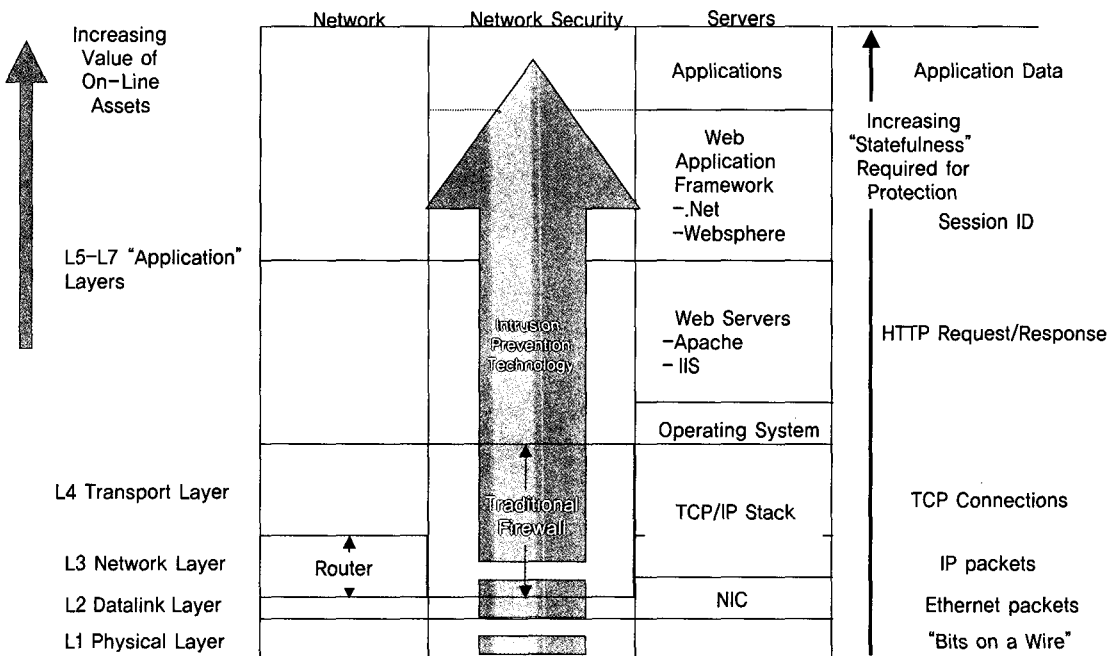 Network
Network Security
Servers
Increasing
Value of
On-Line
Assets
Applications
Application Data
Increasing
"Statefulness"
Required for
Protection
Web
Application
Framework
-.Net
-Websphere
Session ID
L5-L7 "Application"
Layers
Intrusion
Prevention
Technology
Web Servers
-Apache
- IIS
HTTP Request/Response
Operating System
L4 Transport Layer
Traditional
Firewall
TCP/IP Stack
TCP Connections
L3 Network Layer
Router
IP packets
L2 Datalink Layer
NIC
Ethernet packets
L1 Physical Layer
"Bits on a Wire"